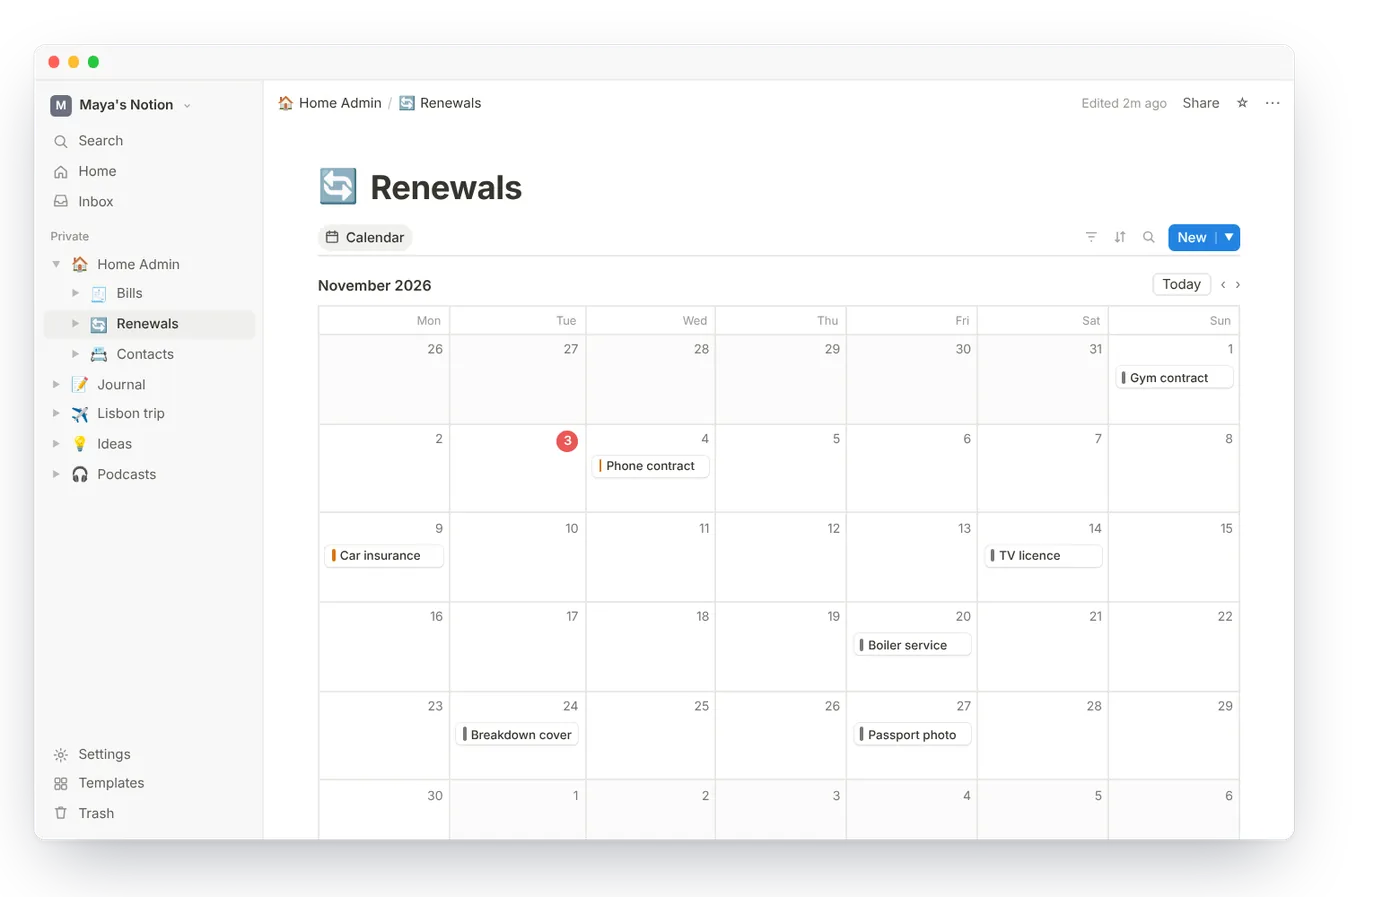 M Maya's Notion
Search
Home
Inbox
Private
Home Admin
Bills
Renewals
Contacts
Journal
Lisbon trip
Ideas
Podcasts
Settings
Templates
Trash
Home Admin / Renewals
Edited 2m ago Share
Renewals
Calendar
New
November 2026
Today
Mon Tue Wed Thu Fri Sat Sun
26 27 28 29 30 31 1
Gym contract
2 3 4 5 6 7 8
Phone contract
9 10 11 12 13 14 15
Car insurance TV licence
16 17 18 19 20 21 22
Boiler service
23 24 25 26 27 28 29
Breakdown cover Passport photo
30 1 2 3 4 5 6